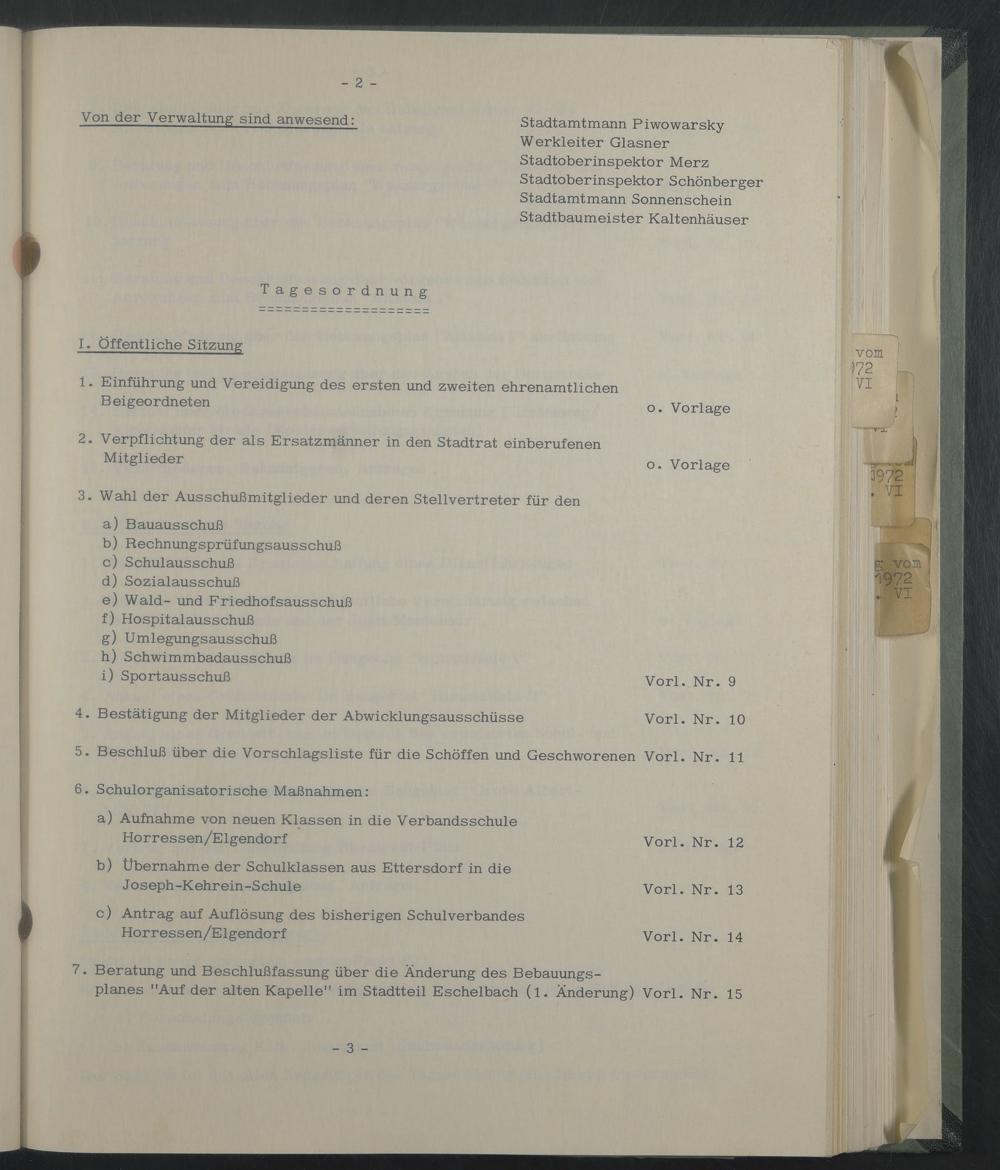 - 2 -
Von der Verwaltung sind anwesend:
Stadtamtmann Piwowarsky
Werkleiter Glasner
Stadtoberinspektor Merz
Stadtoberinspektor Schönberger
Stadtamtmann Sonnenschein
Stadtbaumeister Kaltenhäuser
Tagesordnung
====================
I. Öffentliche Sitzung
1. Einführung und Vereidigung des ersten und zweiten ehrenamtlichen
Beigeordneten o. Vorlage
2. Verpflichtung der als Ersatzmänner in den Stadtrat einberufenen
Mitglieder o. Vorlage
3. Wahl der Ausschußmitglieder und deren Stellvertreter für den
a) Bauausschuß
b) Rechnungsprüfungsausschuß
c) Schulausschuß
d) Sozialausschuß
e) Wald- und Friedhofsausschuß
f) Hospitalausschuß
g) Umlegungsausschuß
h) Schwimmbadausschuß
i) Sportausschuß Vorl. Nr. 9
4. Bestätigung der Mitglieder der Abwicklungsausschüsse Vorl. Nr. 10
5. Beschluß über die Vorschlagsliste für die Schöffen und Geschworenen Vorl. Nr. 11
6. Schulorganisatorische Maßnahmen:
a) Aufnahme von neuen Klassen in die Verbandsschule
Horressen/Elgendorf Vorl. Nr. 12
b) Übernahme der Schulklassen aus Ettersdorf in die
Joseph-Kehrein-Schule Vorl. Nr. 13
c) Antrag auf Auflösung des bisherigen Schulverbandes
Horressen/Elgendorf Vorl. Nr. 14
7. Beratung und Beschlußfassung über die Änderung des Bebauungs-
planes "Auf der alten Kapelle" im Stadtteil Eschelbach (1. Änderung) Vorl. Nr. 15
- 3 -
vom
972
VI
1972
. VI
g vom
1972
. VI